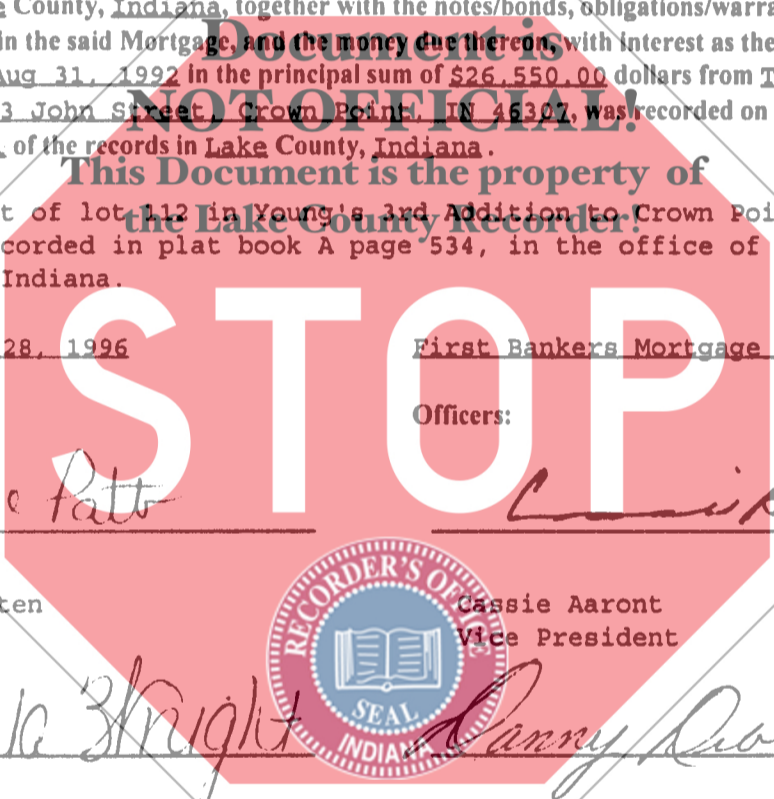 County, Indiana, together with the notes/bonds, obligations/warra
in the said Mortgage, and the money due thereon, with interest as the
Document is
Aug 31, 1992 in the principal sum of $26,550.00 dollars from T
3 John Street, Crown Point, IN 46307, was recorded on
NOT OFFICIAL!
of the records in Lake County, Indiana.
This Document is the property of
t of lot 112 in Young's 3rd Addition to Crown Poi
the Lake County Recorder!
corded in plat book A page 534, in the office of
Indiana.
STOP
28, 1996 First Bankers Mortgage
Officers:
Patt
ten Cassie Aaront
Vice President
RECORDER'S OFFICE
SEAL
INDIANA
Wright Danny